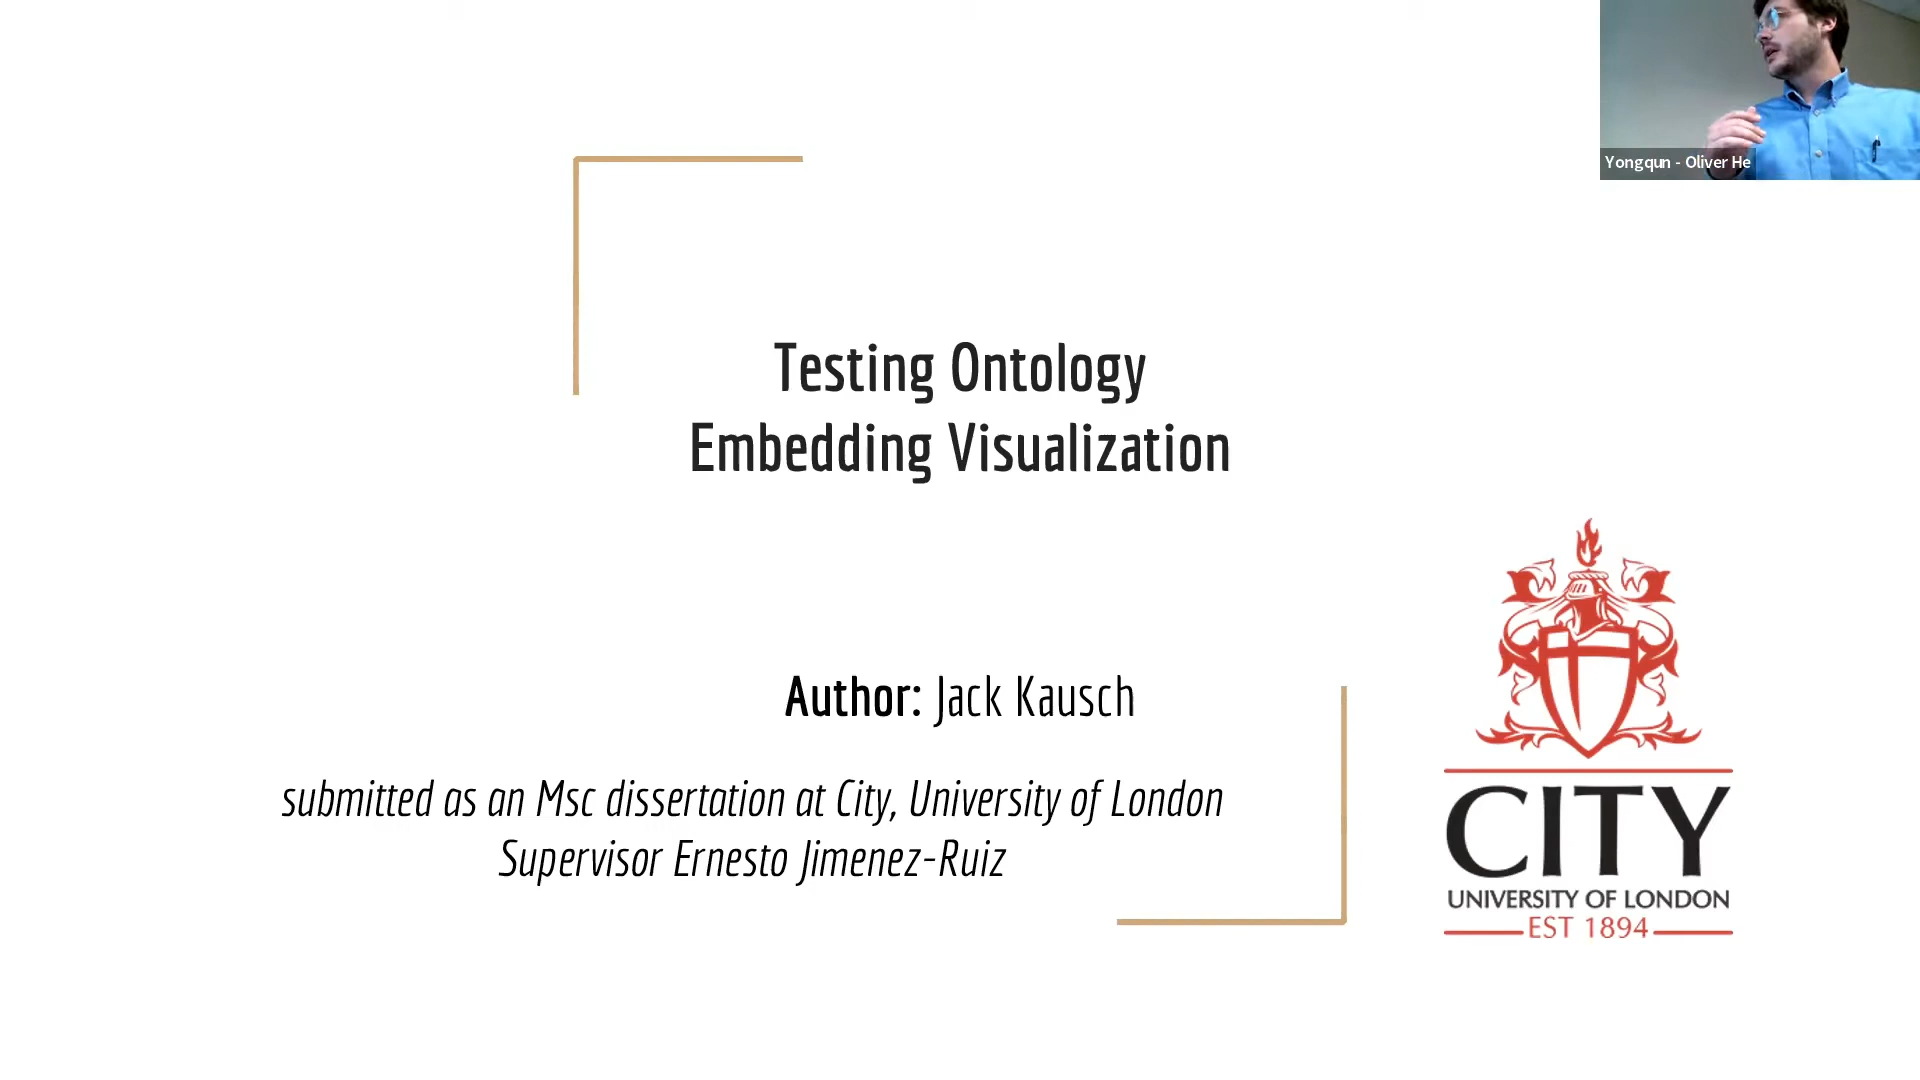 Yongqun - Oliver He
Testing Ontology
Embedding Visualization
Author: Jack Kausch
submitted as an Msc dissertation at City, University of London
Supervisor Ernesto Jimenez-Ruiz
CITY
UNIVERSITY OF LONDON
EST 1894